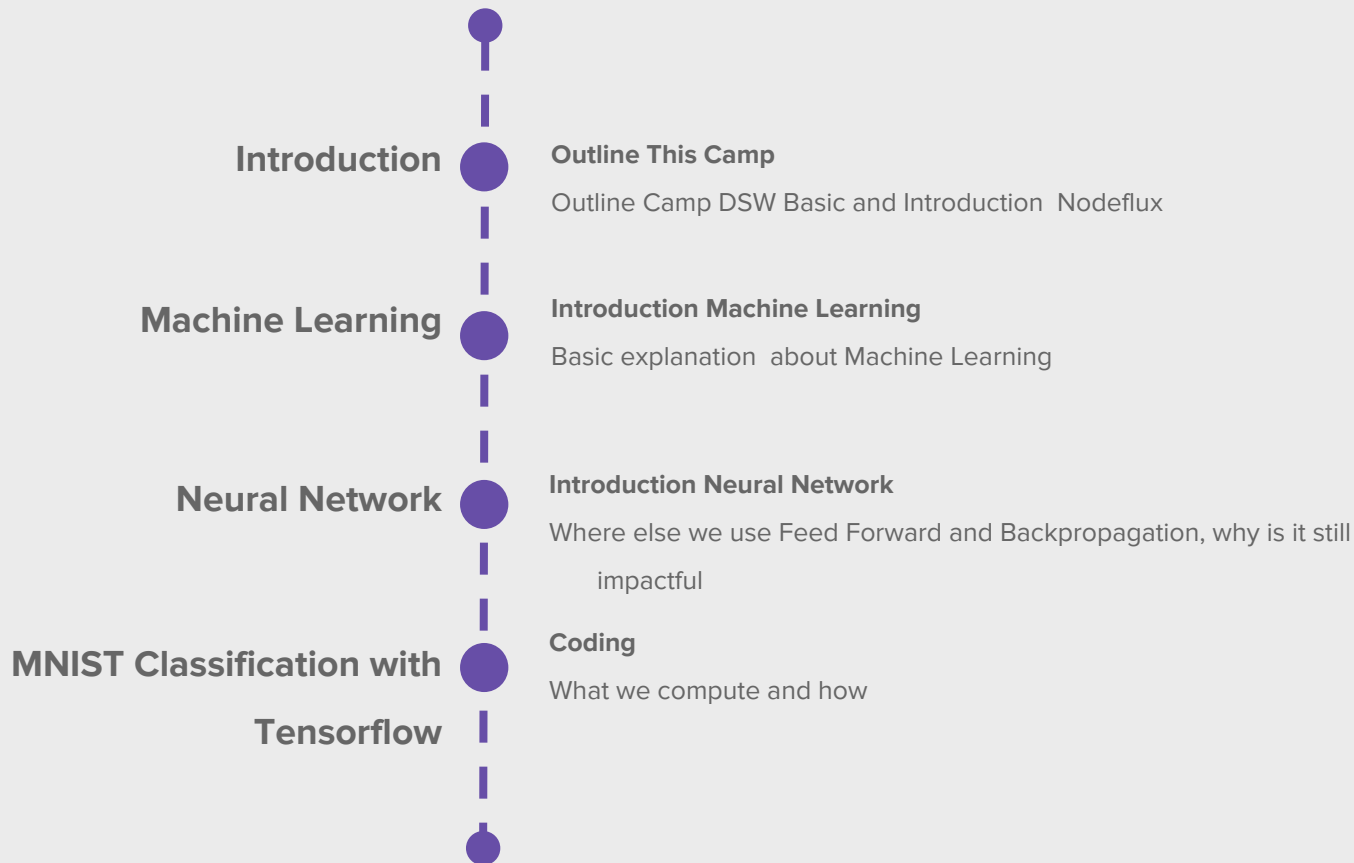 Introduction
Outline This Camp
Outline Camp DSW Basic and Introduction  Nodeflux
Machine Learning
Introduction Machine Learning
Basic explanation  about Machine Learning
Neural Network
Introduction Neural Network
Where else we use Feed Forward and Backpropagation, why is it still
impactful
MNIST Classification with
Tensorflow
Coding
What we compute and how